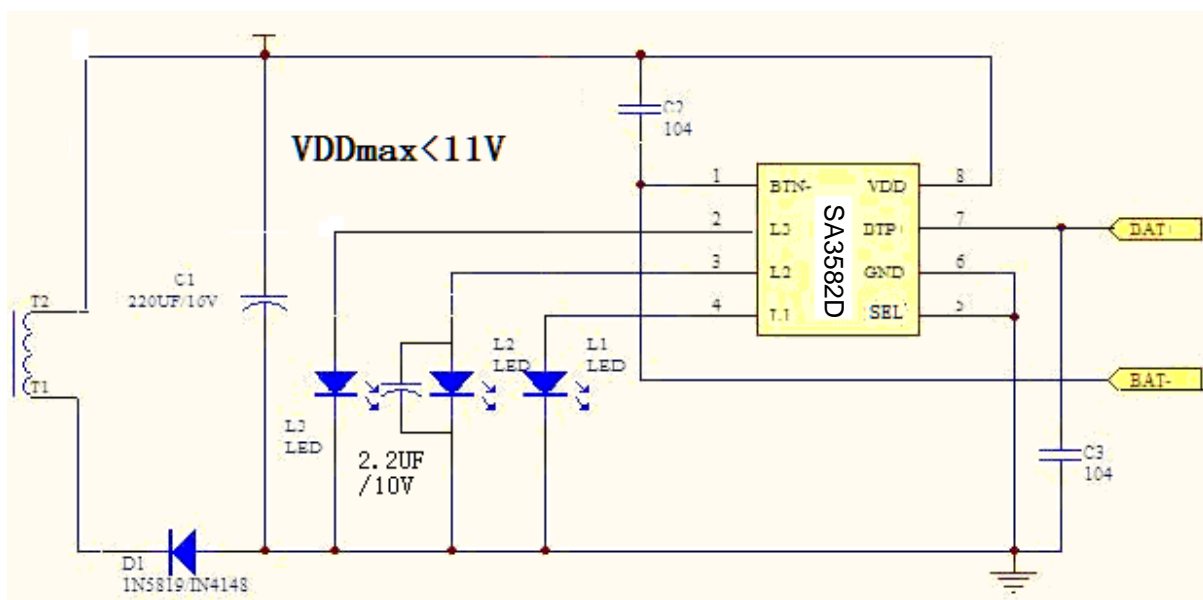 VDDmax<11V
C2
104
1
BTN-
VDD
8
2
L3
BTP+
7
BAT+
3
L2
GND
6
4
L1
SEL
5
SA3582D
C1
220UF/16V
T2
T1
L2
LED
L1
LED
BAT-
L3
LED
2.2UF
/10V
C3
104
D1
1N5819/IN4148